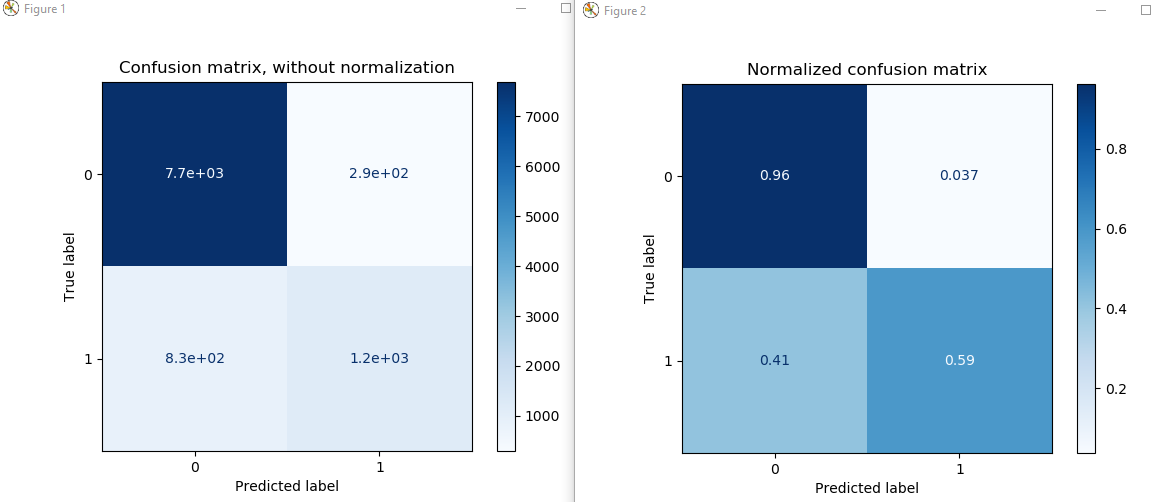 Figure 1
Confusion matrix, without normalization
0
1
True label
7.7e+03
2.9e+02
8.3e+02
1.2e+03
0
1
Predicted label
7000
6000
5000
4000
3000
2000
1000
Figure 2
Normalized confusion matrix
0
1
True label
0.96
0.037
0.41
0.59
0
1
Predicted label
0.8
0.6
0.4
0.2